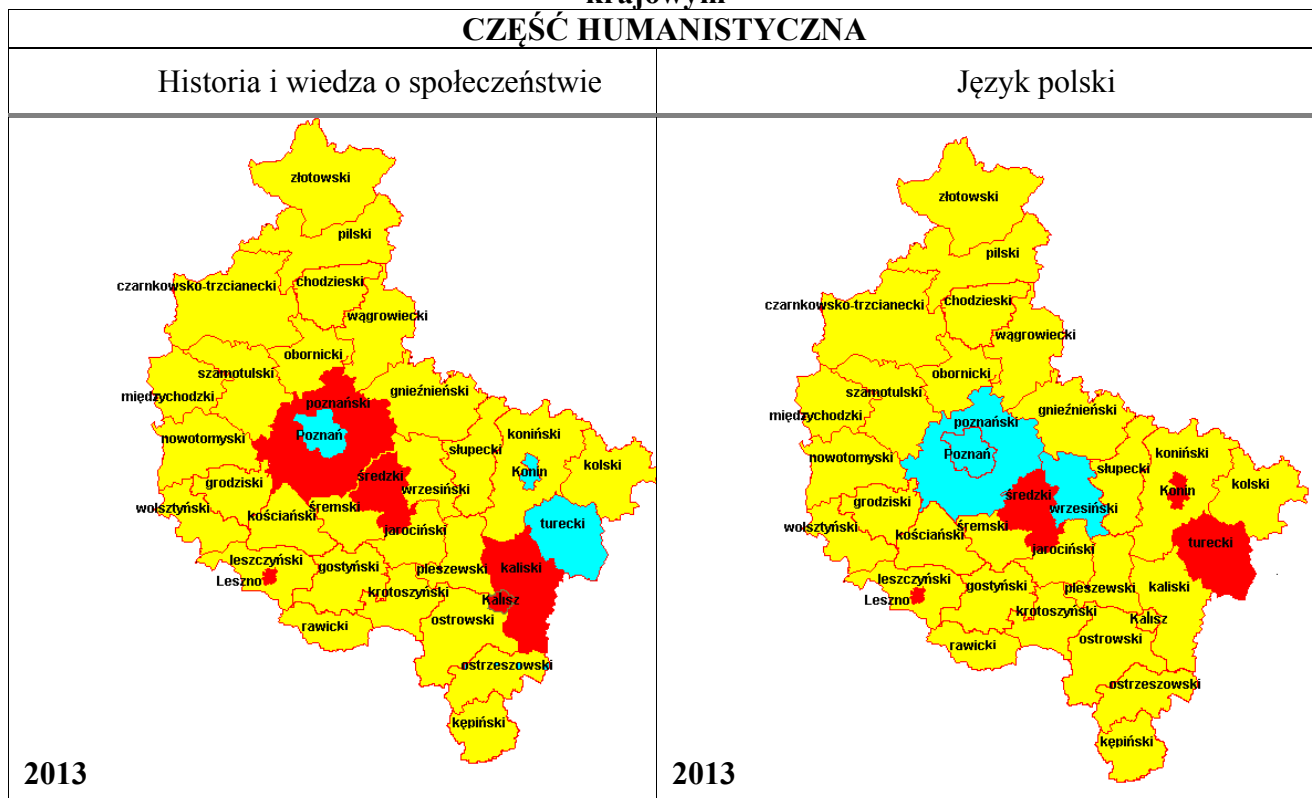 krajowym
CZĘŚĆ HUMANISTYCZNA
Historia i wiedza o społeczeństwie
Język polski
złotowski
pilski
czarnkowsko-trzcianecki
chodzieski
wągrowiecki
obornicki
szamotulski
międzychodzki
poznański
gnieźnieński
nowotomyski
Poznań
koniński
słupecki
Konin
kolski
grodziski
średzki
wrzesiński
wolsztyński
kościański
śremski
jarociński
turecki
leszczyński
Leszno
gostyński
pleszewski
kaliski
krotoszyński
Kalisz
rawicki
ostrowski
ostrzeszowski
kępiński
2013
złotowski
pilski
czarnkowsko-trzcianecki
chodzieski
wągrowiecki
obornicki
szamotulski
międzychodzki
poznański
gnieźnieński
nowotomyski
Poznań
koniński
słupecki
Konin
kolski
grodziski
średzki
wrzesiński
wolsztyński
kościański
śremski
jarociński
turecki
leszczyński
Leszno
gostyński
pleszewski
kaliski
krotoszyński
Kalisz
rawicki
ostrowski
ostrzeszowski
kępiński
2013